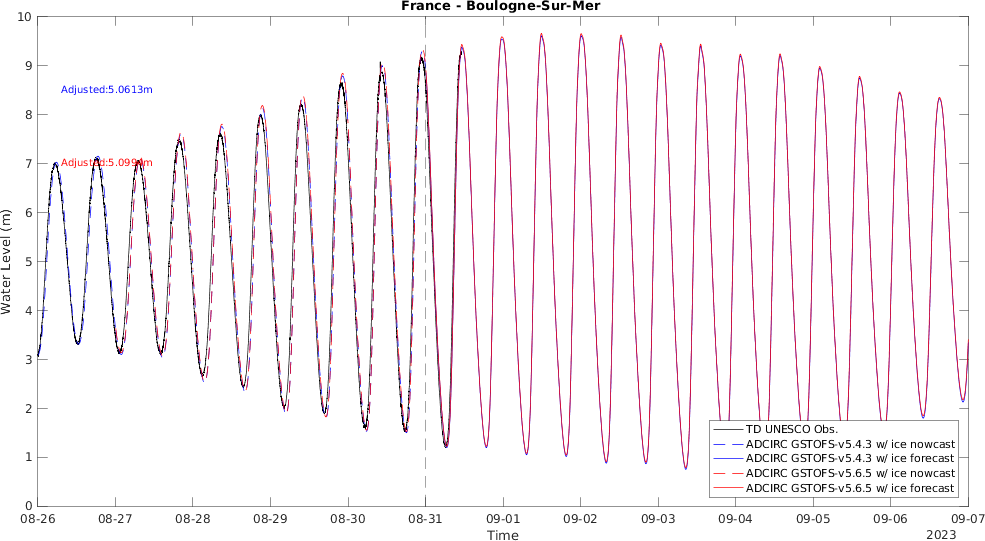 France - Boulogne-Sur-Mer
10
9
8
7
6
5
4
3
2
1
0
Water Level (m)
Adjusted:5.0613m
Adjusted:5.0994m
TD UNESCO Obs.
ADCIRC GSTOFS-v5.4.3 w/ ice nowcast
ADCIRC GSTOFS-v5.4.3 w/ ice forecast
ADCIRC GSTOFS-v5.6.5 w/ ice nowcast
ADCIRC GSTOFS-v5.6.5 w/ ice forecast
08-26 08-27 08-28 08-29 08-30 08-31 09-01 09-02 09-03 09-04 09-05 09-06 09-07
Time
2023